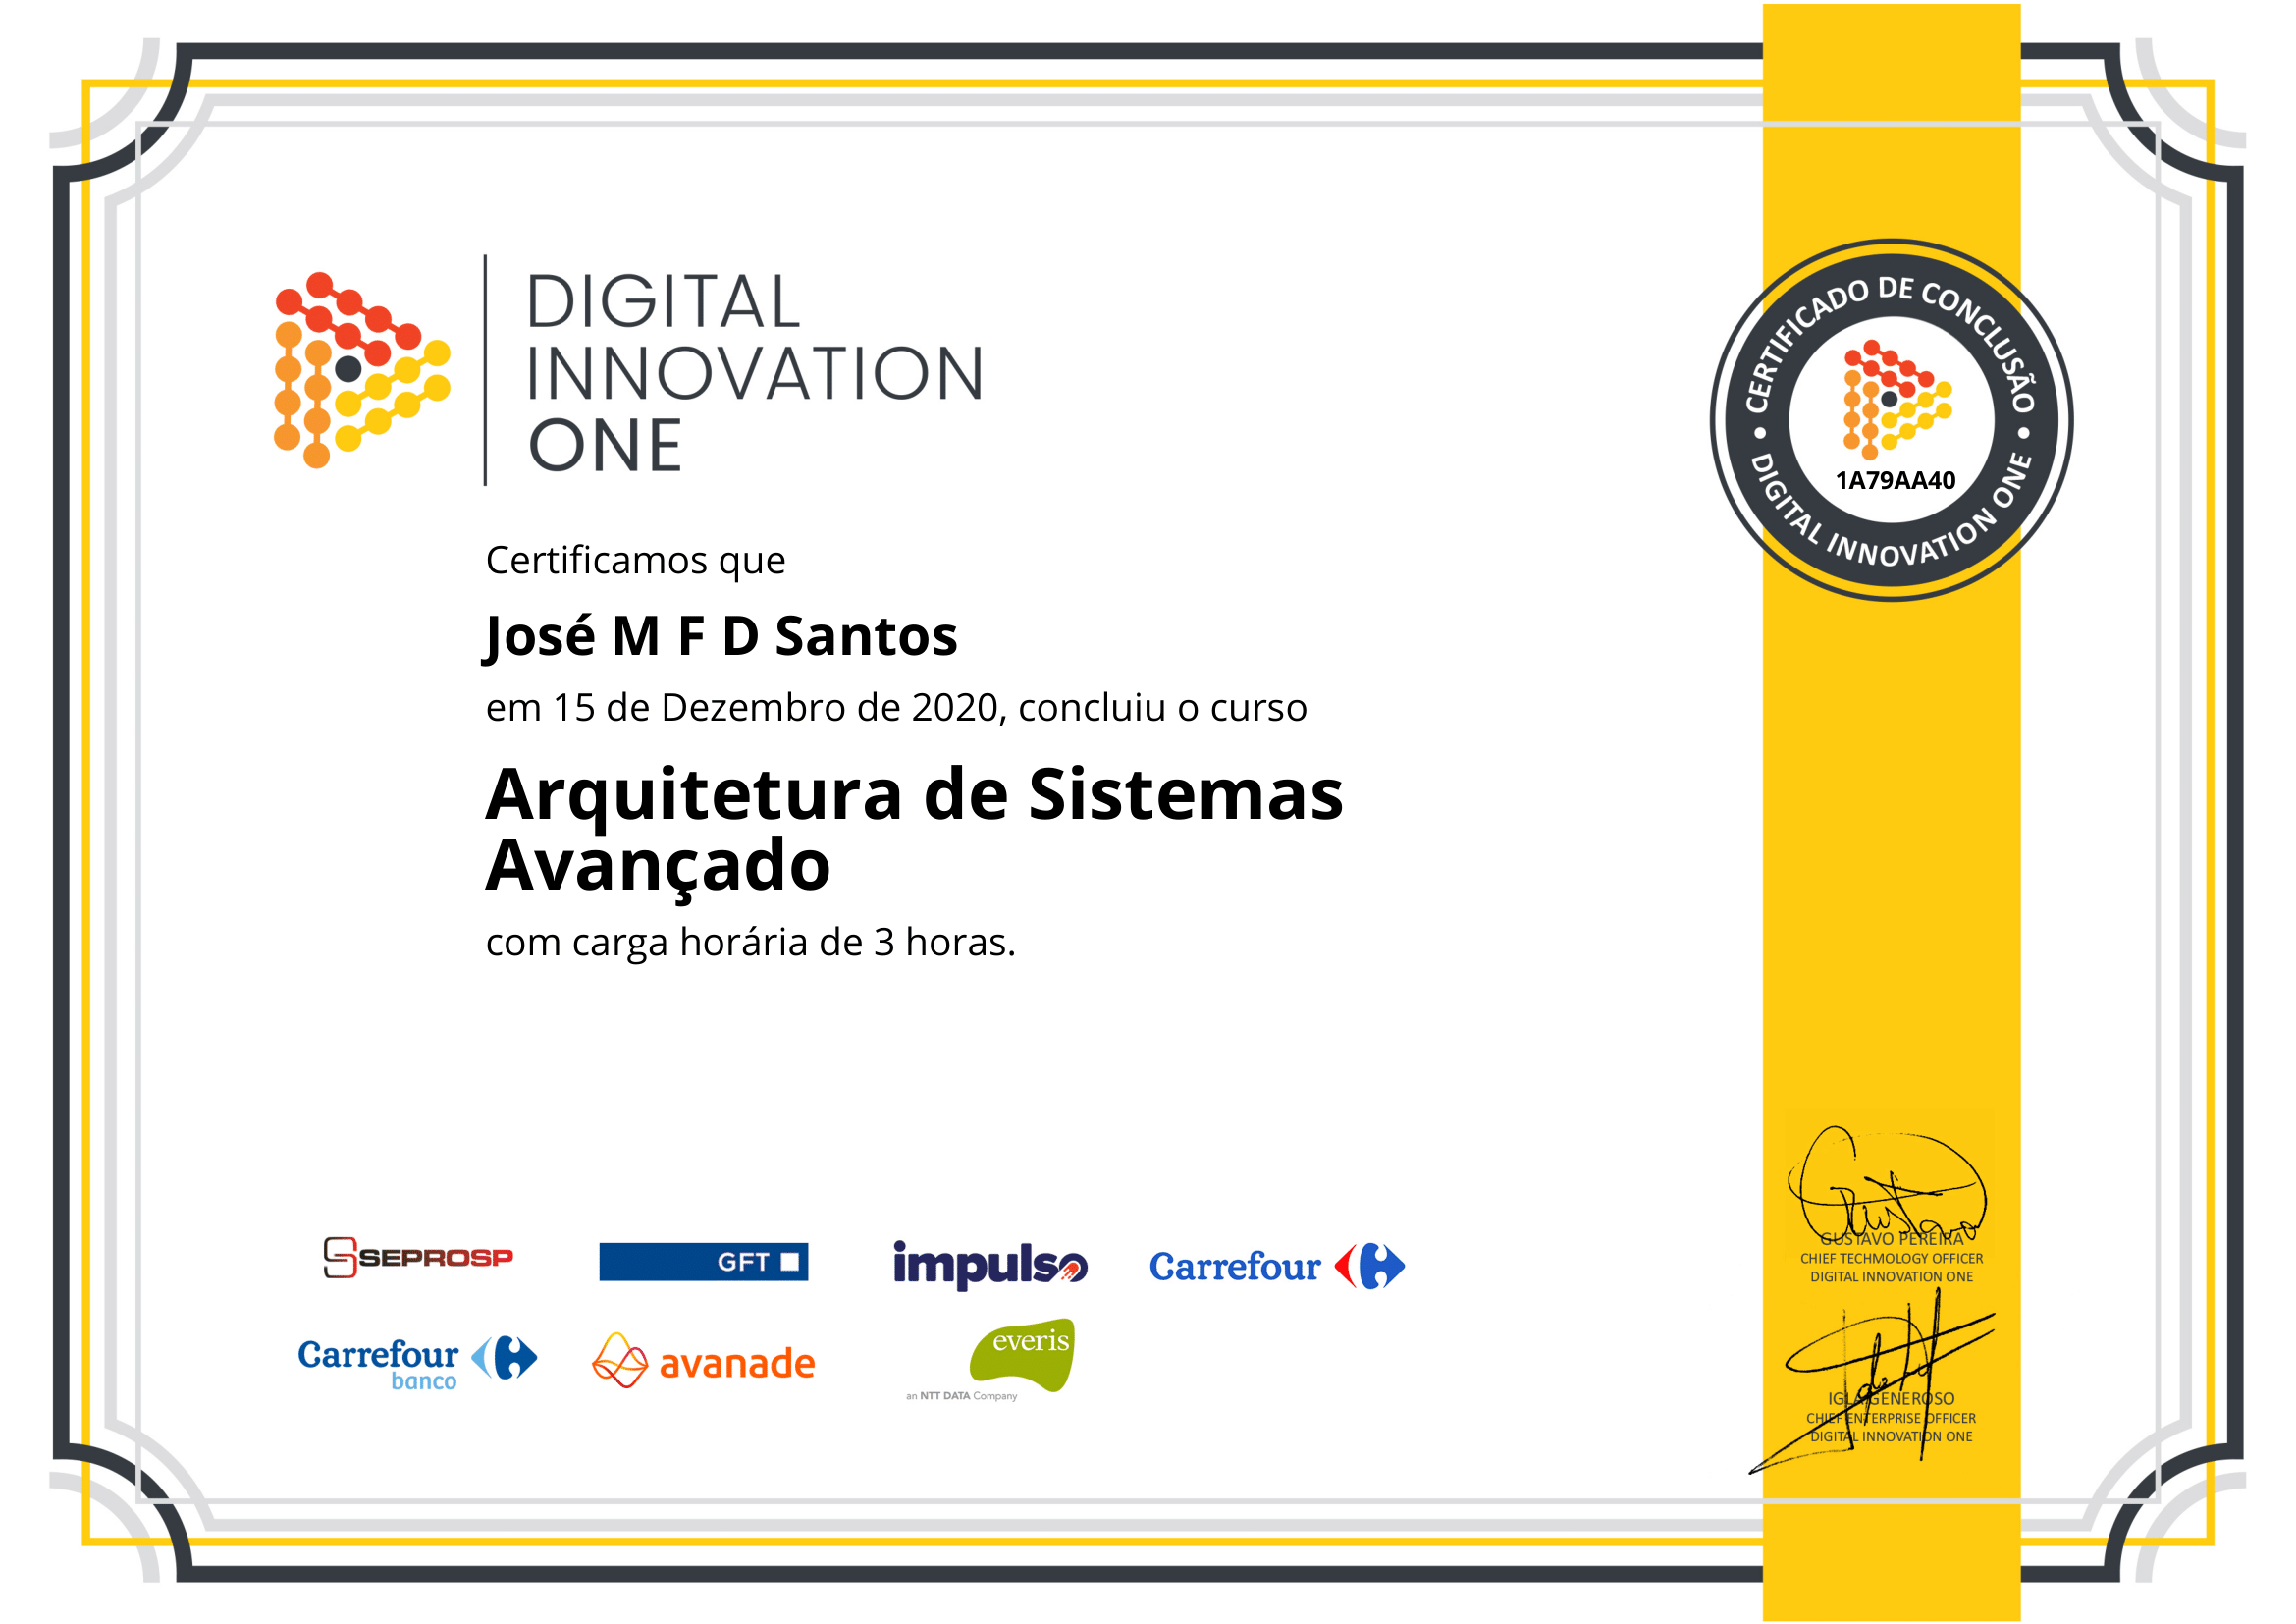 DIGITAL
INNOVATION
ONE
CERTIFICADO DE CONCLUSÃO
1A79AA40
DIGITAL INNOVATION ONE
Certificamos que
José M F D Santos
em 15 de Dezembro de 2020, concluiu o curso
Arquitetura de Sistemas
Avançado
com carga horária de 3 horas.
SEPROSP
GFT
impulso
Carrefour
Carrefour
banco
avanade
everis
an NTT DATA Company
Gustavo
GUSTAVO PEREIRA
CHIEF TECHMOLOGY OFFICER
DIGITAL INNOVATION ONE
IGLA GENEROSO
CHIEF ENTERPRISE OFFICER
DIGITAL INNOVATION ONE